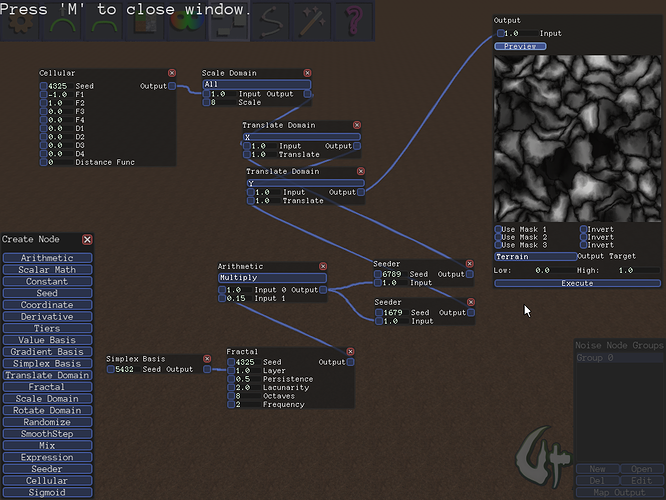 Press 'M' to close window.
Output
1.0 Input
Preview
Cellular
4325 Seed Output
-1.0 F1
1.0 F2
0.0 F3
0.0 F4
0.0 D1
0.0 D2
0.0 D3
0.0 D4
0 Distance Func
Scale Domain
All
1.0 Input Output
8 Scale
Translate Domain
X
1.0 Input Output
1.0 Translate
Translate Domain
Y
1.0 Input Output
1.0 Translate
Use Mask 1 Invert
Use Mask 2 Invert
Use Mask 3 Invert
Terrain Output Target
Low: 0.0 High: 1.0
Execute
Create Node
Arithmetic
Scalar Math
Constant
Seed
Coordinate
Derivative
Tiers
Value Basis
Gradient Basis
Simplex Basis
Translate Domain
Fractal
Scale Domain
Rotate Domain
Randomize
SmoothStep
Mix
Expression
Seeder
Cellular
Sigmoid
Arithmetic
Multiply
1.0 Input 0 Output
0.15 Input 1
Seeder
6789 Seed Output
1.0 Input
Seeder
1679 Seed Output
1.0 Input
Simplex Basis
5432 Seed Output
Fractal
4325 Seed Output
1.0 Layer
0.5 Persistence
2.0 Lacunarity
8 Octaves
2 Frequency
Noise Node Groups
Group 0
New Open
Del Edit
Map Output